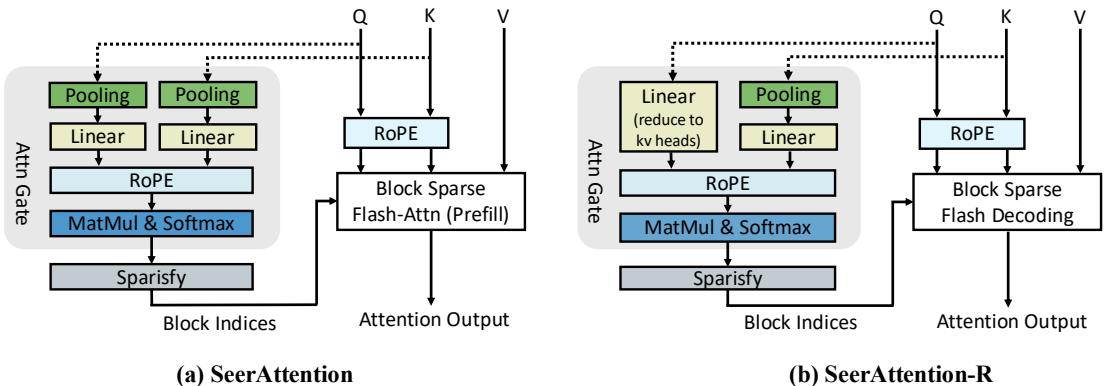 Q K V
Pooling Pooling
Linear Linear
RoPE
RoPE
MatMul & Softmax
Attn Gate
Block Sparse
Flash-Attn (Prefill)
Sparisfy
Block Indices
Attention Output
(a) SeerAttention
Q K V
Linear
(reduce to
kv heads)
Pooling
Linear
RoPE
RoPE
MatMul & Softmax
Attn Gate
Block Sparse
Flash Decoding
Sparisfy
Block Indices
Attention Output
(b) SeerAttention-R